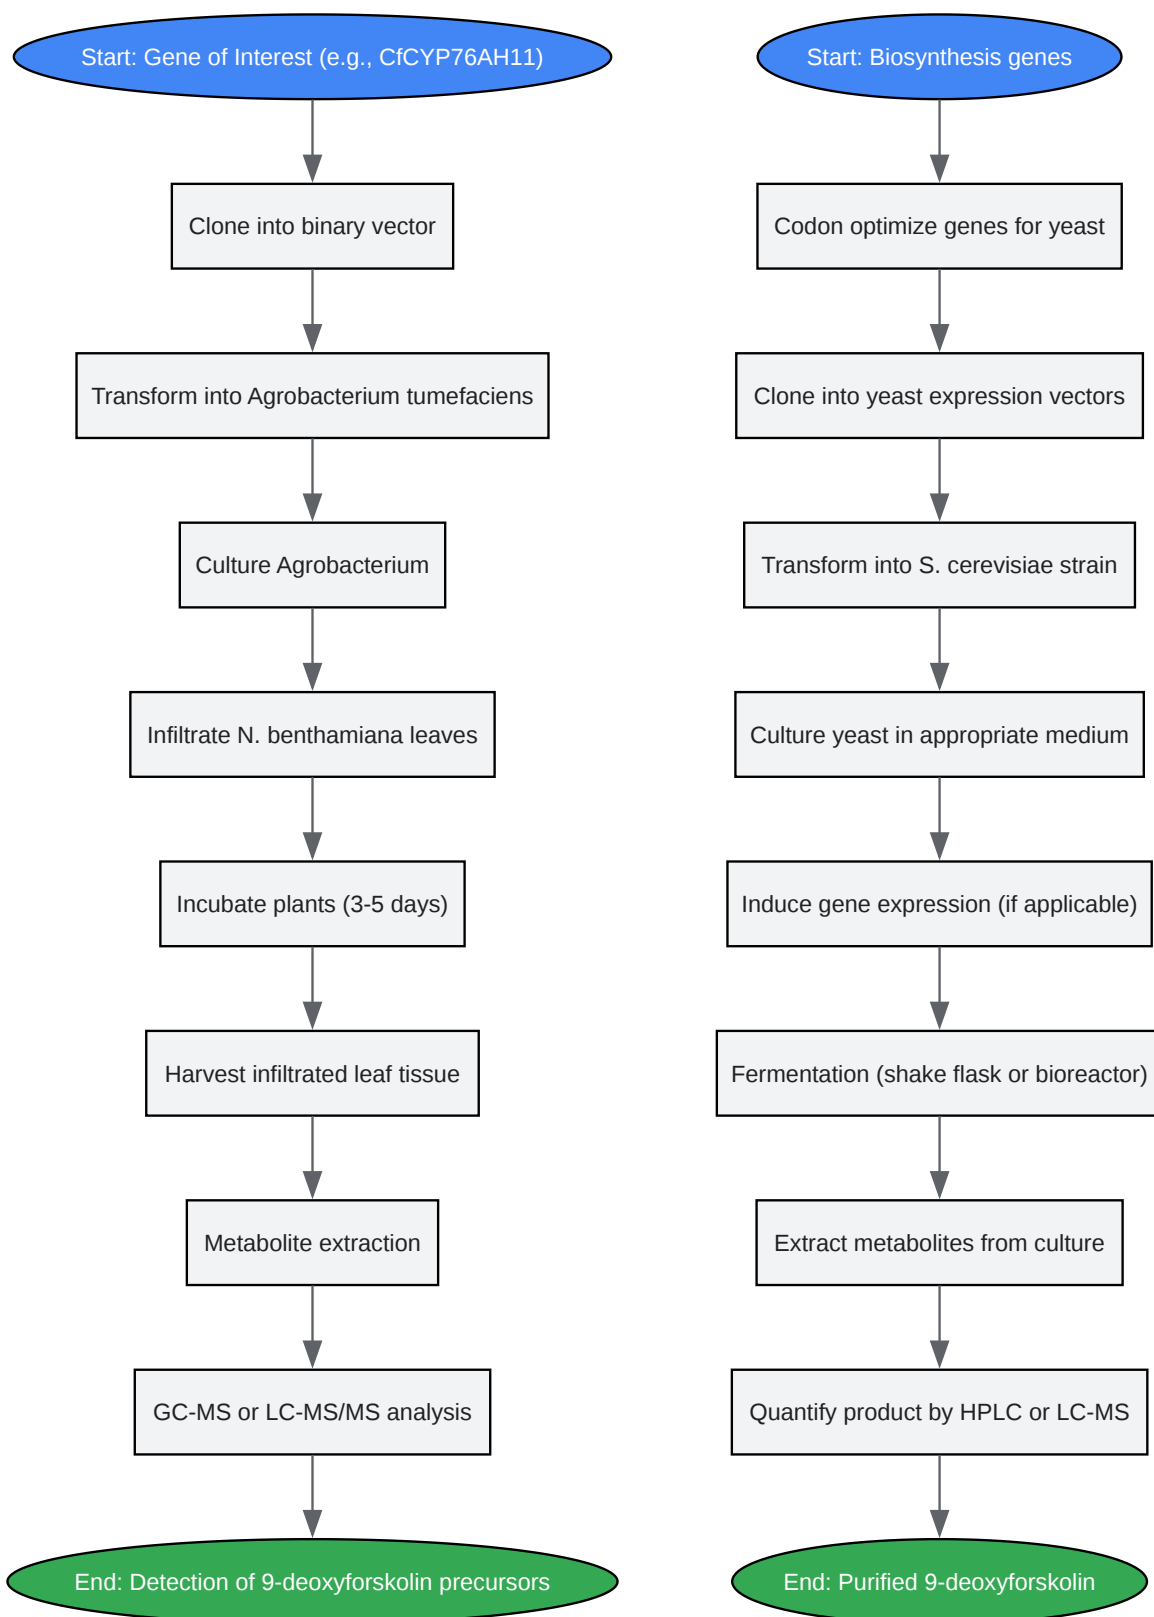 Start: Gene of Interest (e.g., CfCYP76AH11)
Clone into binary vector
Transform into Agrobacterium tumefaciens
Culture Agrobacterium
Infiltrate N. benthamiana leaves
Incubate plants (3-5 days)
Harvest infiltrated leaf tissue
Metabolite extraction
GC-MS or LC-MS/MS analysis
End: Detection of 9-deoxyforskolin precursors
Start: Biosynthesis genes
Codon optimize genes for yeast
Clone into yeast expression vectors
Transform into S. cerevisiae strain
Culture yeast in appropriate medium
Induce gene expression (if applicable)
Fermentation (shake flask or bioreactor)
Extract metabolites from culture
Quantify product by HPLC or LC-MS
End: Purified 9-deoxyforskolin